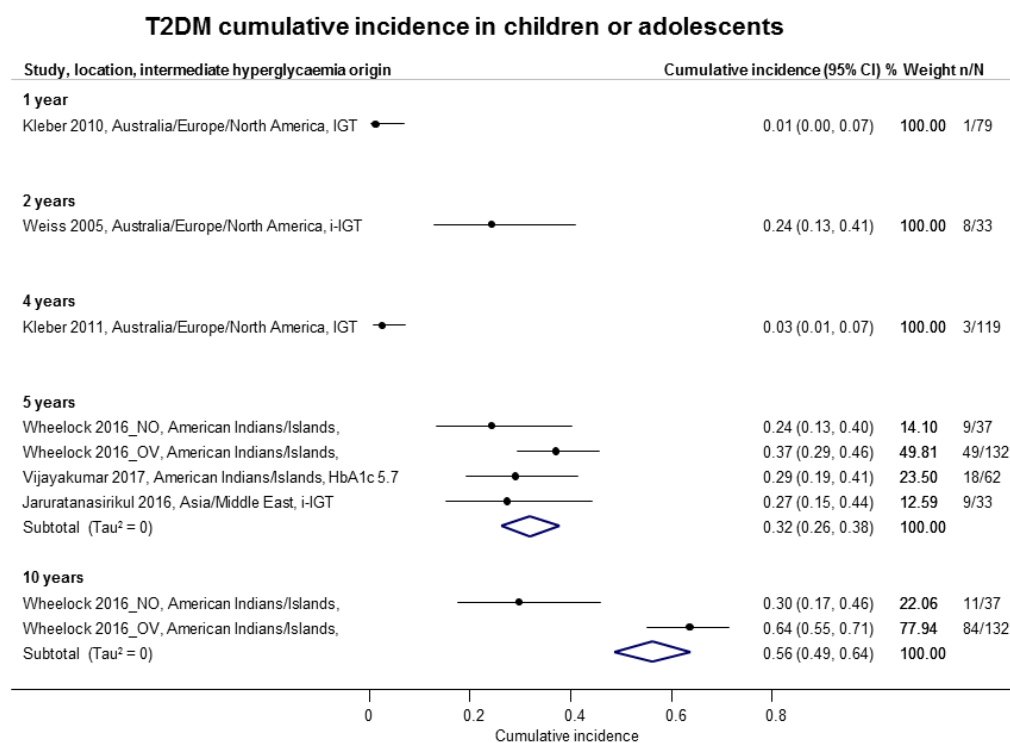 T2DM cumulative incidence in children or adolescents
Study, location, intermediate hyperglycaemia origin Cumulative incidence (95% CI) % Weight n/N
1 year
Kleber 2010, Australia/Europe/North America, IGT 0.01 (0.00, 0.07) 100.00 1/79
2 years
Weiss 2005, Australia/Europe/North America, i-IGT 0.24 (0.13, 0.41) 100.00 8/33
4 years
Kleber 2011, Australia/Europe/North America, IGT 0.03 (0.01, 0.07) 100.00 3/119
5 years
Wheelock 2016_NO, American Indians/Islands, 0.24 (0.13, 0.40) 14.10 9/37
Wheelock 2016_OV, American Indians/Islands, 0.37 (0.29, 0.46) 49.81 49/132
Vijayakumar 2017, American Indians/Islands, HbA1c 5.7 0.29 (0.19, 0.41) 23.50 18/62
Jaruratanasirikul 2016, Asia/Middle East, i-IGT 0.27 (0.15, 0.44) 12.59 9/33
Subtotal (Tau² = 0) 0.32 (0.26, 0.38) 100.00
10 years
Wheelock 2016_NO, American Indians/Islands, 0.30 (0.17, 0.46) 22.06 11/37
Wheelock 2016_OV, American Indians/Islands, 0.64 (0.55, 0.71) 77.94 84/132
Subtotal (Tau² = 0) 0.56 (0.49, 0.64) 100.00
0 0.2 0.4 0.6 0.8
Cumulative incidence